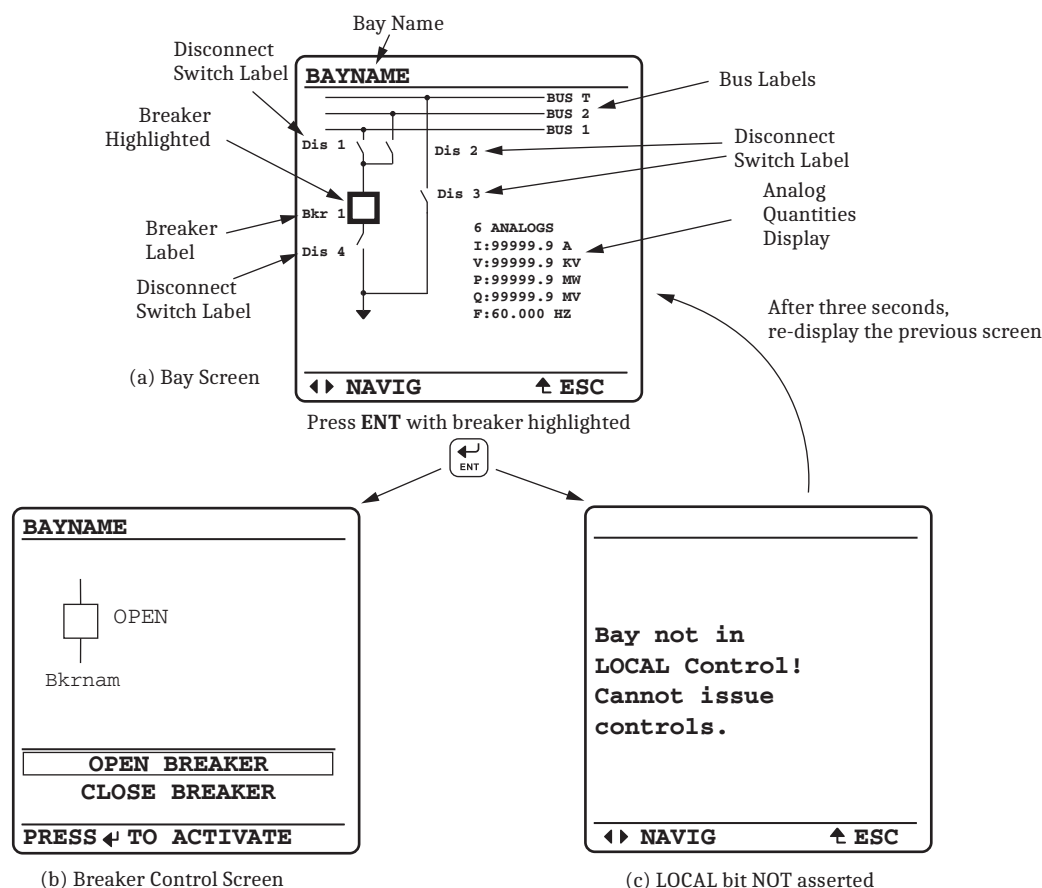 Bay Name
Disconnect
Switch Label
BAYNAME
Bus Labels
BUS T
BUS 2
BUS 1
Breaker
Highlighted
Dis 1
Dis 2
Disconnect
Switch Label
Dis 3
Bkr 1
Analog
Quantities
Display
Breaker
Label
Dis 4
6 ANALOGS
I:99999.9 A
V:99999.9 KV
P:99999.9 MW
Q:99999.9 MV
F:60.000 HZ
Disconnect
Switch Label
After three seconds,
re-display the previous screen
(a) Bay Screen
NAVIG ESC
Press ENT with breaker highlighted
ENT
BAYNAME
OPEN
Bkrnam
OPEN BREAKER
CLOSE BREAKER
PRESS TO ACTIVATE
(b) Breaker Control Screen
Bay not in
LOCAL Control!
Cannot issue
controls.
NAVIG ESC
(c) LOCAL bit NOT asserted